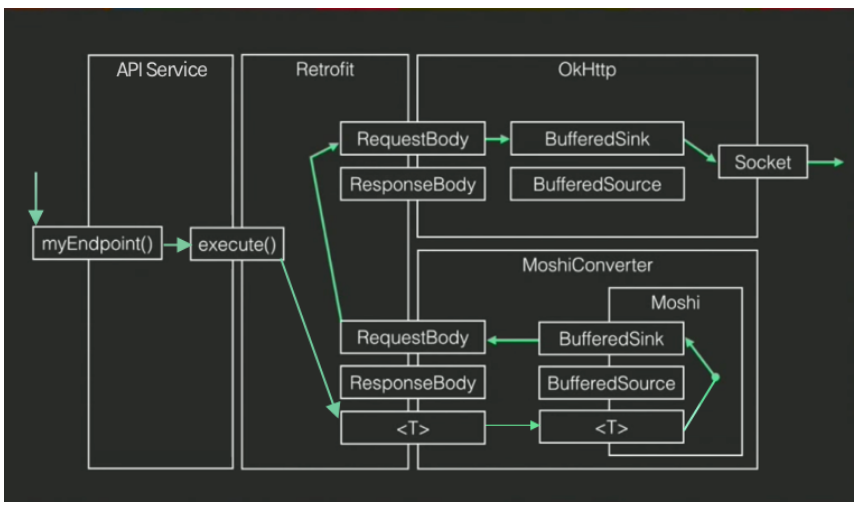 API Service
Retrofit
OkHttp
RequestBody
BufferedSink
Socket
ResponseBody
BufferedSource
myEndpoint()
execute()
MoshiConverter
Moshi
RequestBody
BufferedSink
ResponseBody
BufferedSource
<T>
<T>